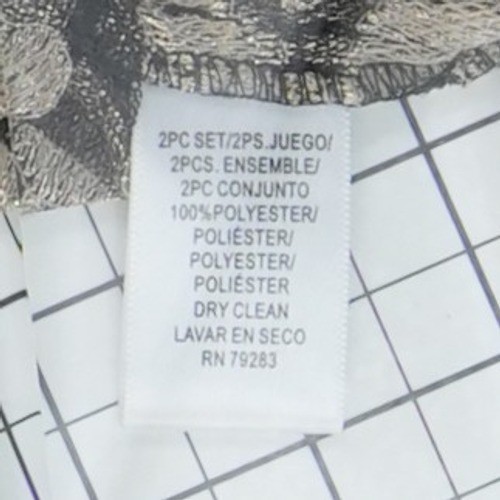 2PC SET/2PS.JUEGO/
2PCS. ENSEMBLE/
2PC CONJUNTO
100%POLYESTER/
POLIÉSTER/
POLYESTER/
POLIÉSTER
DRY CLEAN
LAVAR EN SECO
RN 79283